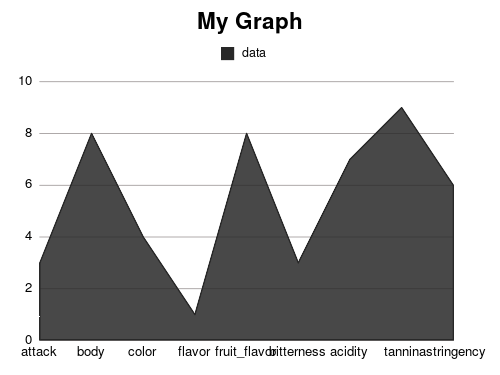 My Graph
data
10
8
6
4
2
0
attack body color flavor fruit_flavor bitterness acidity tannin astringency